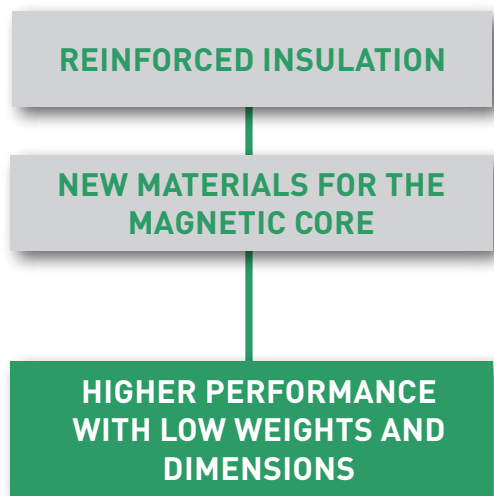 REINFORCED INSULATION
NEW MATERIALS FOR THE
MAGNETIC CORE
HIGHER PERFORMANCE
WITH LOW WEIGHTS AND
DIMENSIONS